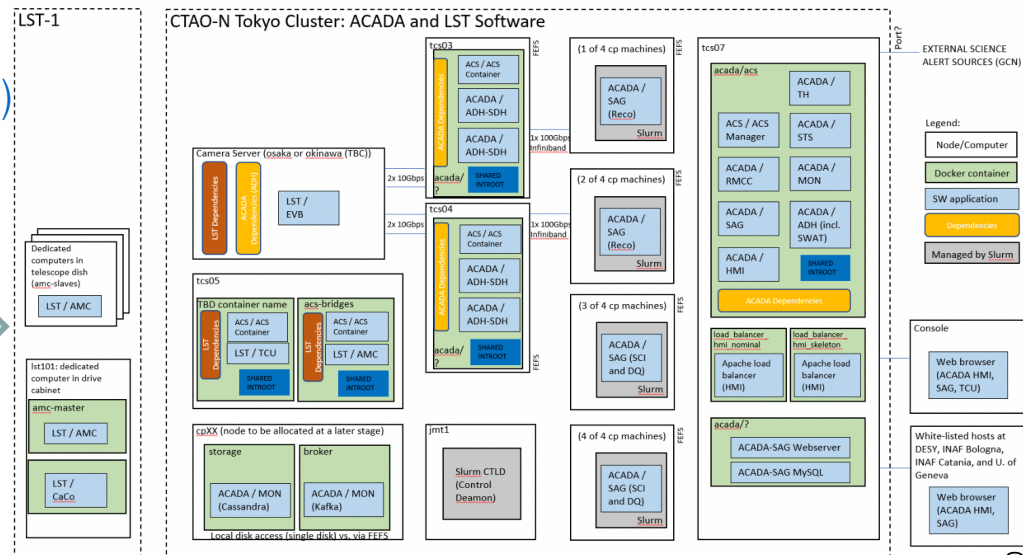 LST-1
)
Dedicated
computers in
telescope dish
(amc-slaves)
LST / AMC
lst101: dedicated
computer in drive
cabinet
amc-master
LST / AMC
LST /
CaCo
CTAO-N Tokyo Cluster: ACADA and LST Software
Camera Server (osaka or okinawa (TBC))
LST Dependencies
ACADA
Dependencies (ADH)
LST /
EVB
2x 10Gbps
2x 10Gbps
tcs03
FEFS
ACADA Dependencies
ACS / ACS
Container
ACADA /
ADH-SDH
ACADA /
ADH-SDH
acada/
?
SHARED
INTROOT
1x 100Gbps
Infiniband
tcs04
ACADA Dependencies
ACS / ACS
Container
ACADA /
ADH-SDH
ACADA /
ADH-SDH
acada/
?
SHARED
INTROOT
FEFS
1x 100Gbps
Infiniband
tcs05
TBD container name
LST
Dependencies
ACS / ACS
Container
LST / TCU
SHARED
INTROOT
acs-bridges
LST
Dependencies
ACS / ACS
Container
LST / AMC
SHARED
INTROOT
cpXX (node to be allocated at a later stage)
storage
ACADA / MON
(Cassandra)
broker
ACADA / MON
(Kafka)
Local disk access (single disk) vs. via FEFS
jmt1
Slurm CTLD
(Control
Deamon)
(1 of 4 cp machines)
FEFS
ACADA /
SAG
(Reco)
Slurm
(2 of 4 cp machines)
FEFS
ACADA /
SAG
(Reco)
Slurm
(3 of 4 cp machines)
FEFS
ACADA /
SAG (SCI
and DQ)
Slurm
(4 of 4 cp machines)
FEFS
ACADA /
SAG (SCI
and DQ)
Slurm
tcs07
acada/acs
ACADA /
TH
ACS / ACS
Manager
ACADA /
STS
ACADA /
RMCC
ACADA /
MON
ACADA /
SAG
ACADA /
ADH (incl.
SWAT)
ACADA /
HMI
SHARED
INTROOT
ACADA Dependencies
load_balancer
hmi_nominal
Apache load
balancer
(HMI)
load_balancer
hmi_skeleton
Apache load
balancer
(HMI)
acada/?
ACADA-SAG Webserver
ACADA-SAG MySQL
Port?
EXTERNAL SCIENCE
ALERT SOURCES (GCN)
Legend:
Node/Computer
Docker container
SW application
Dependencies
Managed by Slurm
Console
Web browser
(ACADA HMI,
SAG, TCU)
White-listed hosts at
DESY, INAF Bologna,
INAF Catania, and U. of
Geneva
Web browser
(ACADA HMI,
SAG)